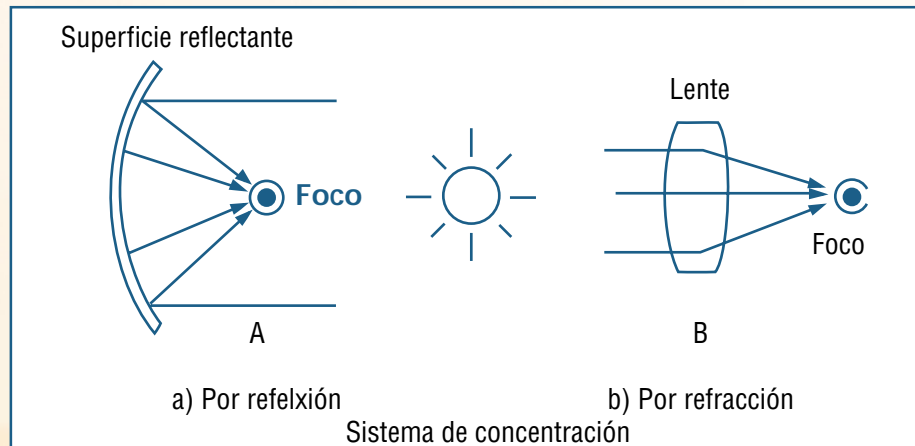 Superficie reflectante
Lente
Foco
Foco
A
B
a) Por refelxión
b) Por refracción
Sistema de concentración